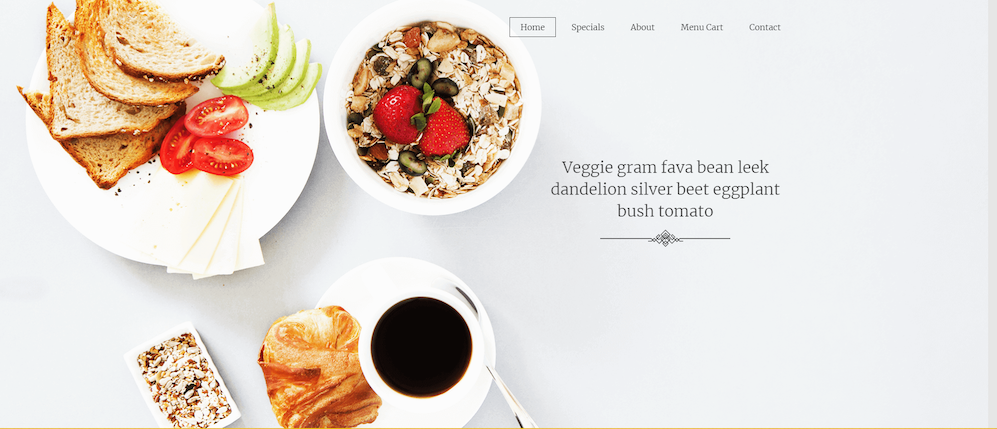 Home Specials About Menu Cart Contact
Veggie gram fava bean leek
dandelion silver beet eggplant
bush tomato